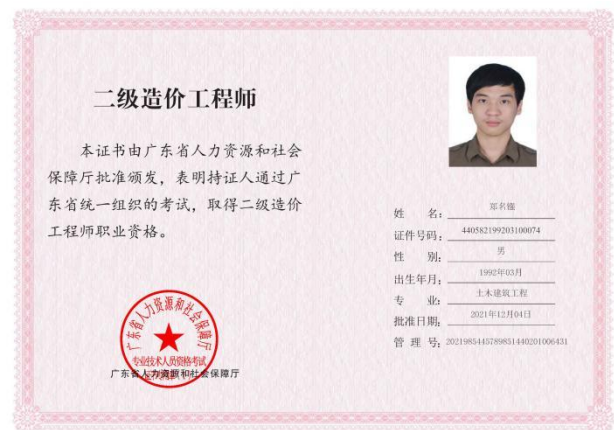 二级造价工程师
本证书由广东省人力资源和社会
保障厅批准颁发，表明持证人通过广
东省统一组织的考试，取得二级造价
工程师职业资格。
广东省人力资源和社会保障厅
专业技术人员资格考试
广东省人力资源和社会保障厅
姓 名：郑名锴
证件号码：440582199203100074
性 别：男
出生年月：1992年03月
专 业：土木建筑工程
批准日期：2021年12月04日
管 理 号：20219854457898514402010064​31